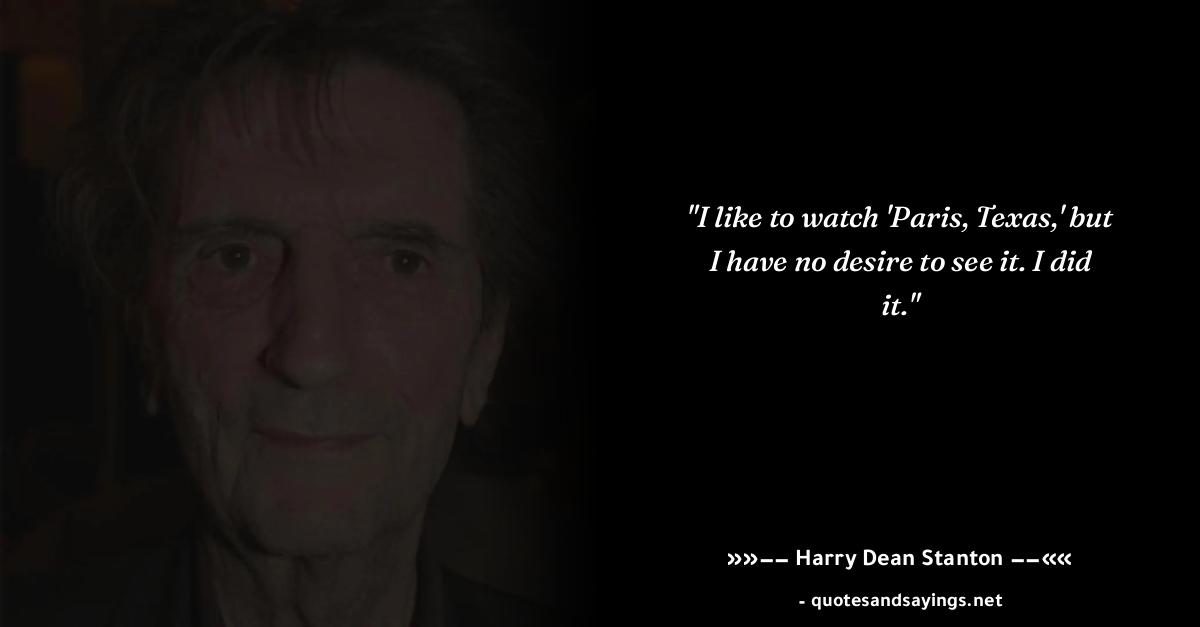 "I like to watch 'Paris, Texas,' but
I have no desire to see it. I did
it."
»»–– Harry Dean Stanton ––««
- quotesandsayings.net